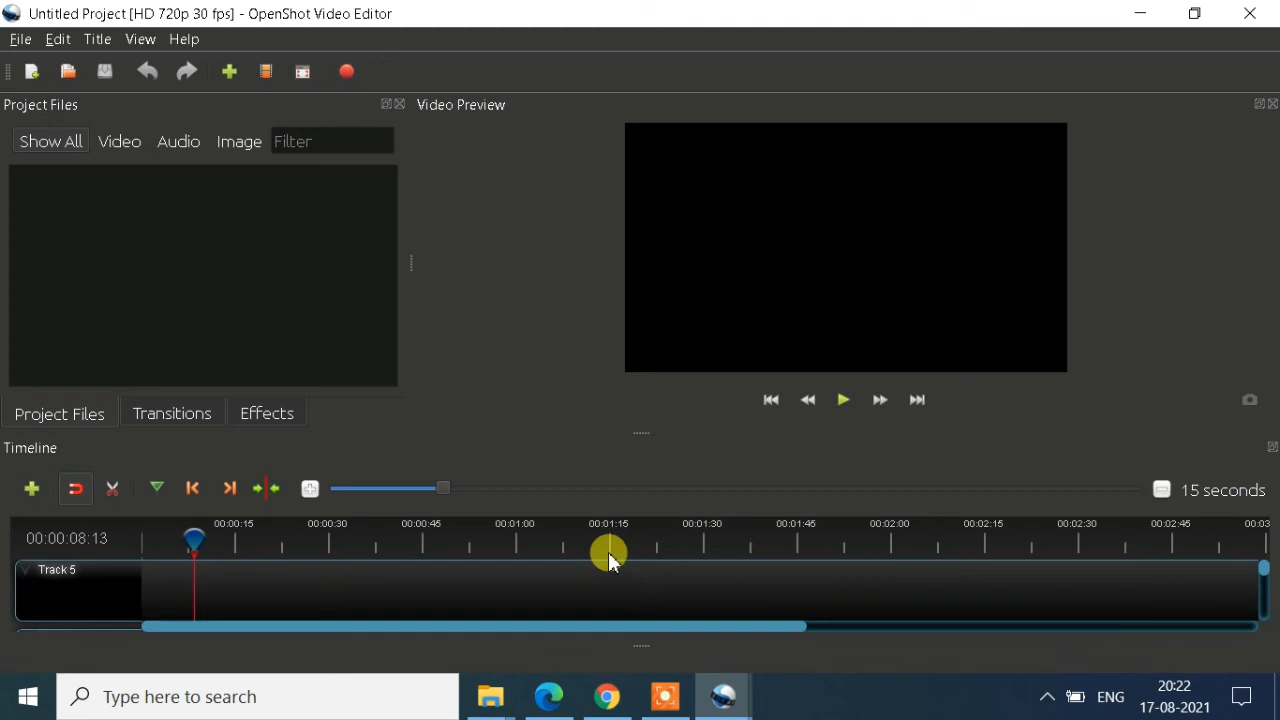 Untitled Project [HD 720p 30 fps] - OpenShot Video Editor
File Edit Title View Help
Project Files
Video Preview
Show All Video Audio Image Filter
Project Files Transitions Effects
Timeline
15 seconds
00:00:08:13
00:00:15 00:00:30 00:00:45 00:01:00 00:01:15 00:01:30 00:01:45 00:02:00 00:02:15 00:02:30 00:02:45 00:03
Track 5
Type here to search
ENG
20:22
17-08-2021